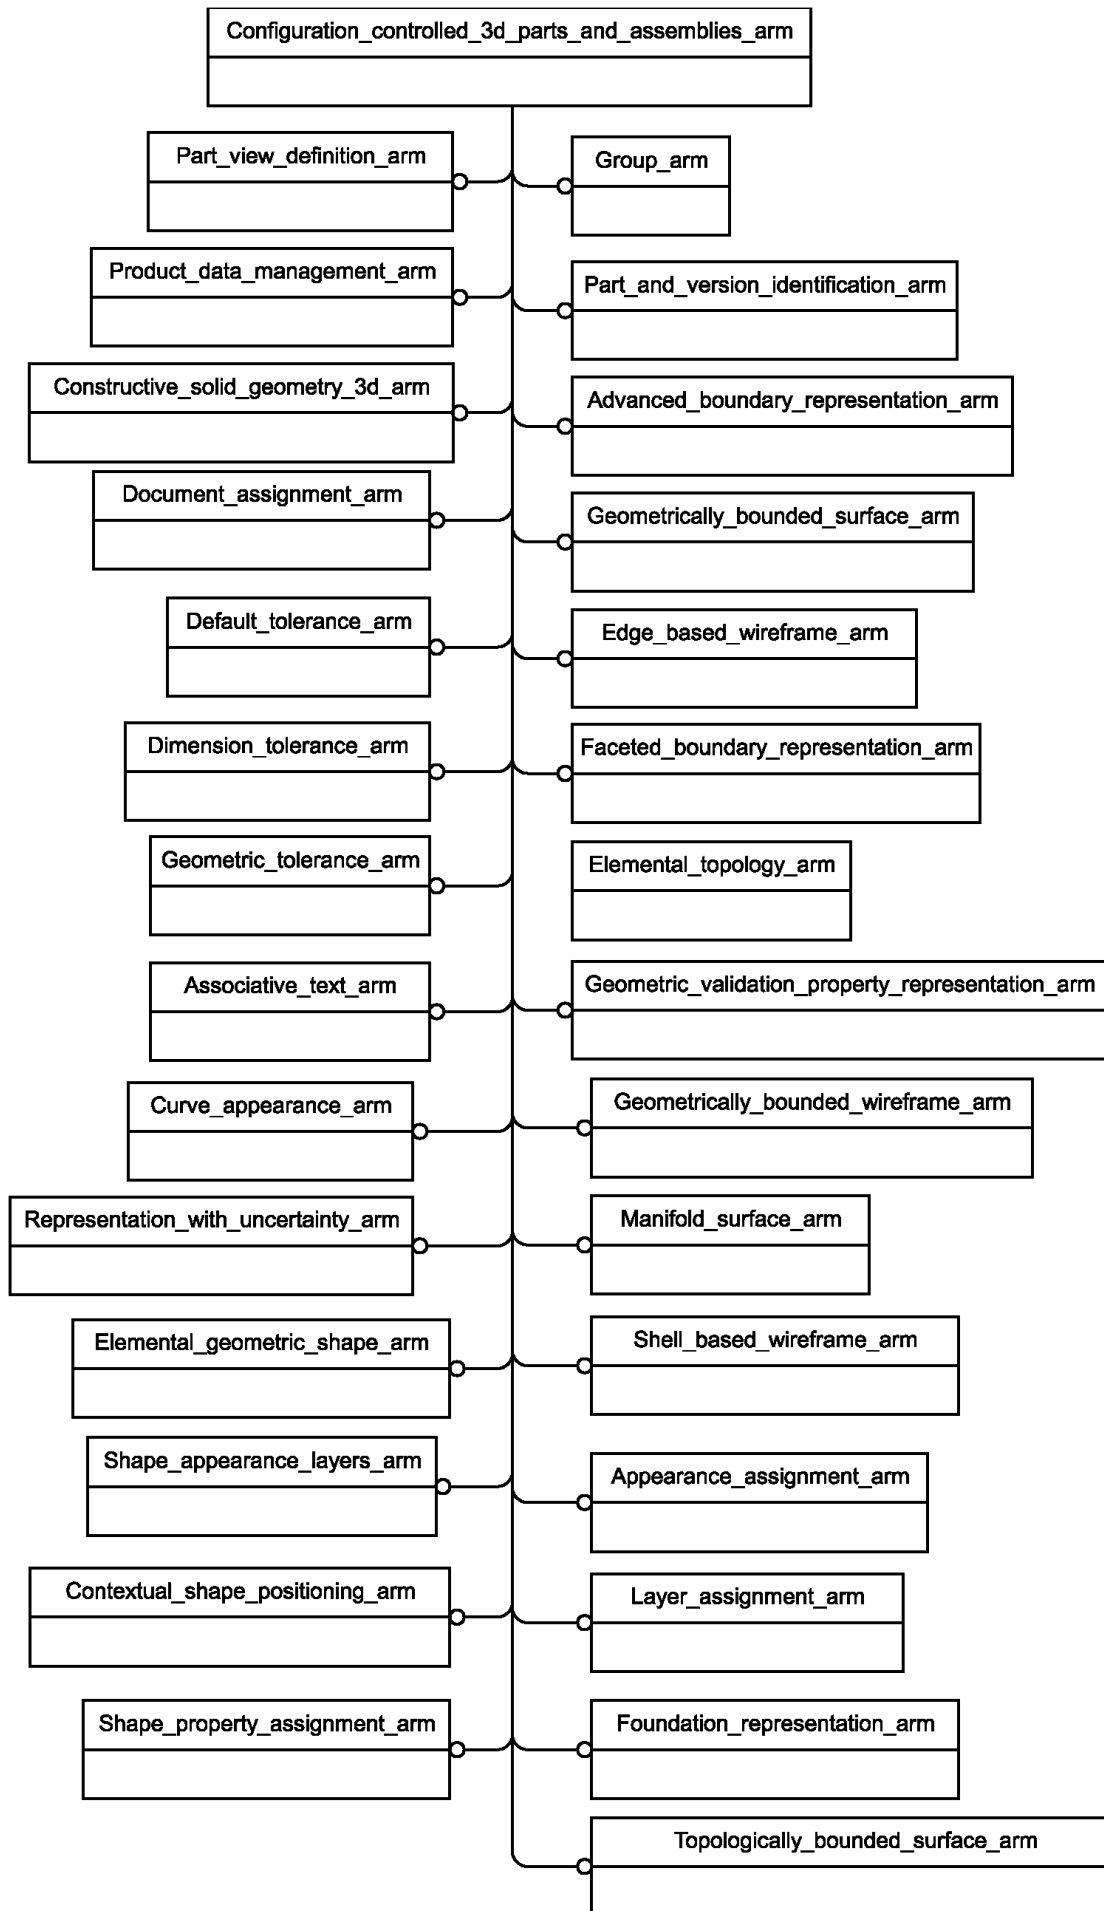 Configuration_controlled_3d_parts_and_assemblies_arm
Part_view_definition_arm
Group_arm
Product_data_management_arm
Part_and_version_identification_arm
Constructive_solid_geometry_3d_arm
Advanced_boundary_representation_arm
Document_assignment_arm
Geometrically_bounded_surface_arm
Default_tolerance_arm
Edge_based_wireframe_arm
Dimension_tolerance_arm
Faceted_boundary_representation_arm
Geometric_tolerance_arm
Elemental_topology_arm
Associative_text_arm
Geometric_validation_property_representation_arm
Curve_appearance_arm
Geometrically_bounded_wireframe_arm
Representation_with_uncertainty_arm
Manifold_surface_arm
Elemental_geometric_shape_arm
Shell_based_wireframe_arm
Shape_appearance_layers_arm
Appearance_assignment_arm
Contextual_shape_positioning_arm
Layer_assignment_arm
Shape_property_assignment_arm
Foundation_representation_arm
Topologically_bounded_surface_arm